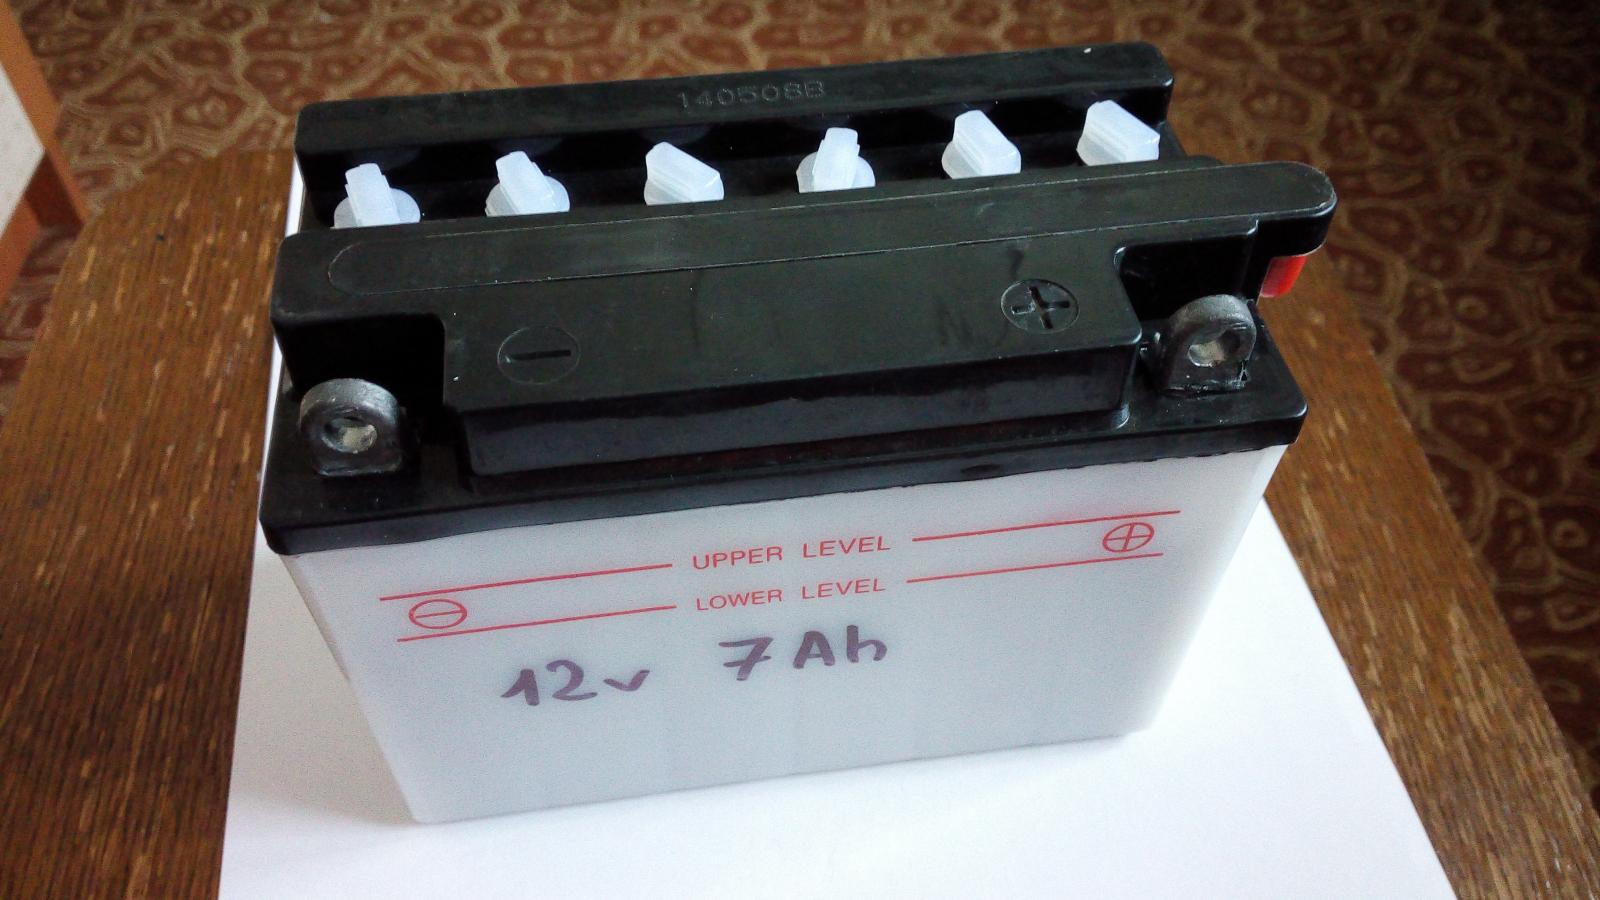 140508B
UPPER LEVEL
LOWER LEVEL
12v 7Ah